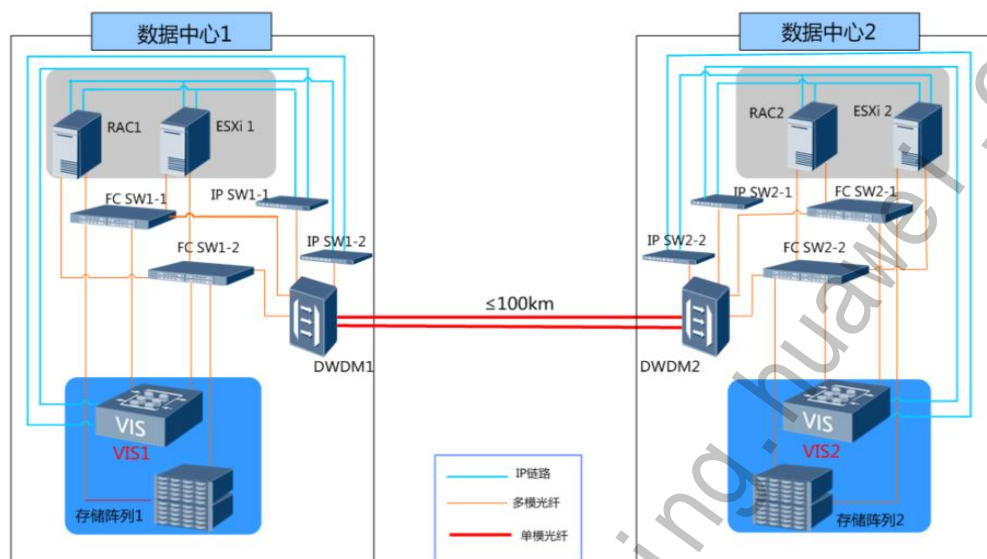 数据中心1
数据中心2
RAC1
ESXi 1
RAC2
ESXi 2
FC SW1-1
IP SW1-1
IP SW2-1
FC SW2-1
FC SW1-2
IP SW1-2
IP SW2-2
FC SW2-2
≤100km
DWDM1
DWDM2
VIS
VIS1
VIS
VIS2
存储阵列1
存储阵列2
IP链路
多模光纤
单模光纤
ning.huawei